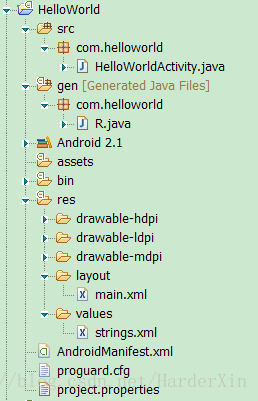 HelloWorld
src
com.helloworld
HelloWorldActivity.java
gen [Generated Java Files]
com.helloworld
R.java
Android 2.1
assets
bin
res
drawable-hdpi
drawable-ldpi
drawable-mdpi
layout
main.xml
values
strings.xml
AndroidManifest.xml
proguard.cfg
project.properties
//blog.csdn.net/HarderXin